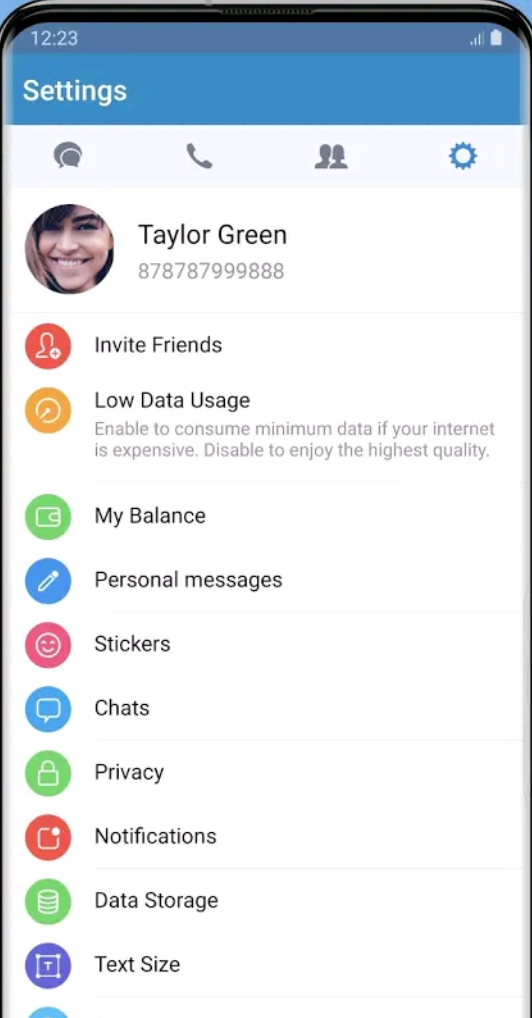 12:23
Settings
Taylor Green
878787999888
Invite Friends
Low Data Usage
Enable to consume minimum data if your internet
is expensive. Disable to enjoy the highest quality.
My Balance
Personal messages
Stickers
Chats
Privacy
Notifications
Data Storage
Text Size
T